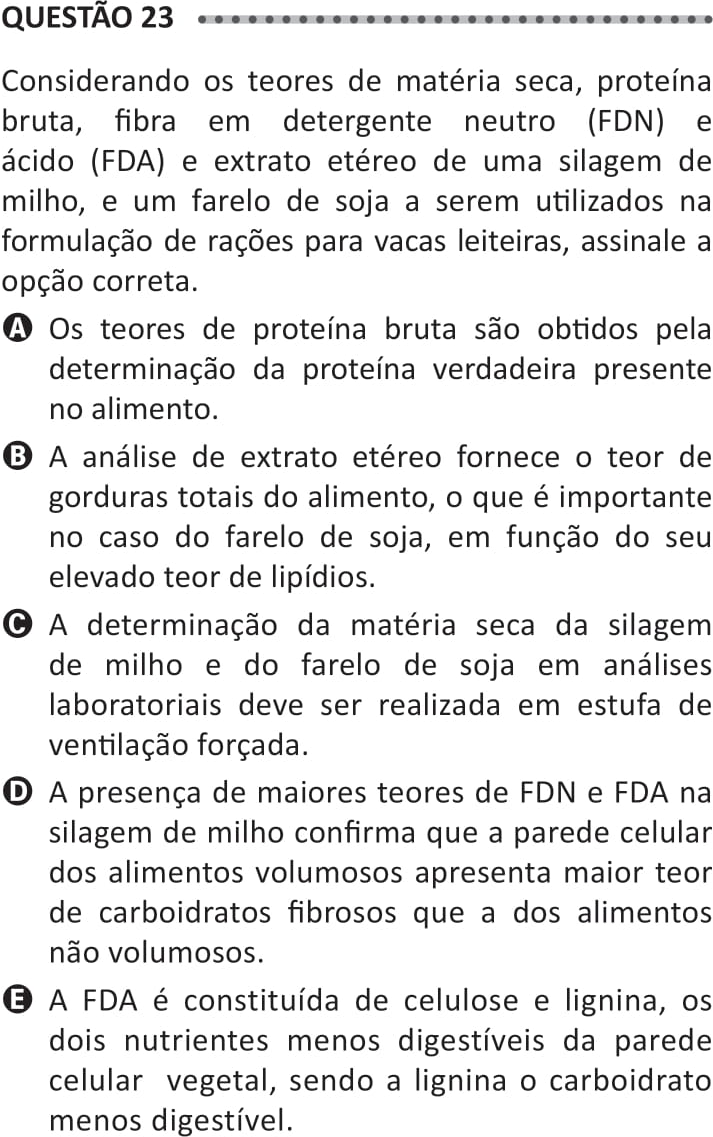 QUESTÃO 23
Considerando os teores de matéria seca, proteína
bruta, fibra em detergente neutro (FDN) e
ácido (FDA) e extrato etéreo de uma silagem de
milho, e um farelo de soja a serem utilizados na
formulação de rações para vacas leiteiras, assinale a
opção correta.
A Os teores de proteína bruta são obtidos pela
determinação da proteína verdadeira presente
no alimento.
B A análise de extrato etéreo fornece o teor de
gorduras totais do alimento, o que é importante
no caso do farelo de soja, em função do seu
elevado teor de lipídios.
C A determinação da matéria seca da silagem
de milho e do farelo de soja em análises
laboratoriais deve ser realizada em estufa de
ventilação forçada.
D A presença de maiores teores de FDN e FDA na
silagem de milho confirma que a parede celular
dos alimentos volumosos apresenta maior teor
de carboidratos fibrosos que a dos alimentos
não volumosos.
E A FDA é constituída de celulose e lignina, os
dois nutrientes menos digestíveis da parede
celular vegetal, sendo a lignina o carboidrato
menos digestível.